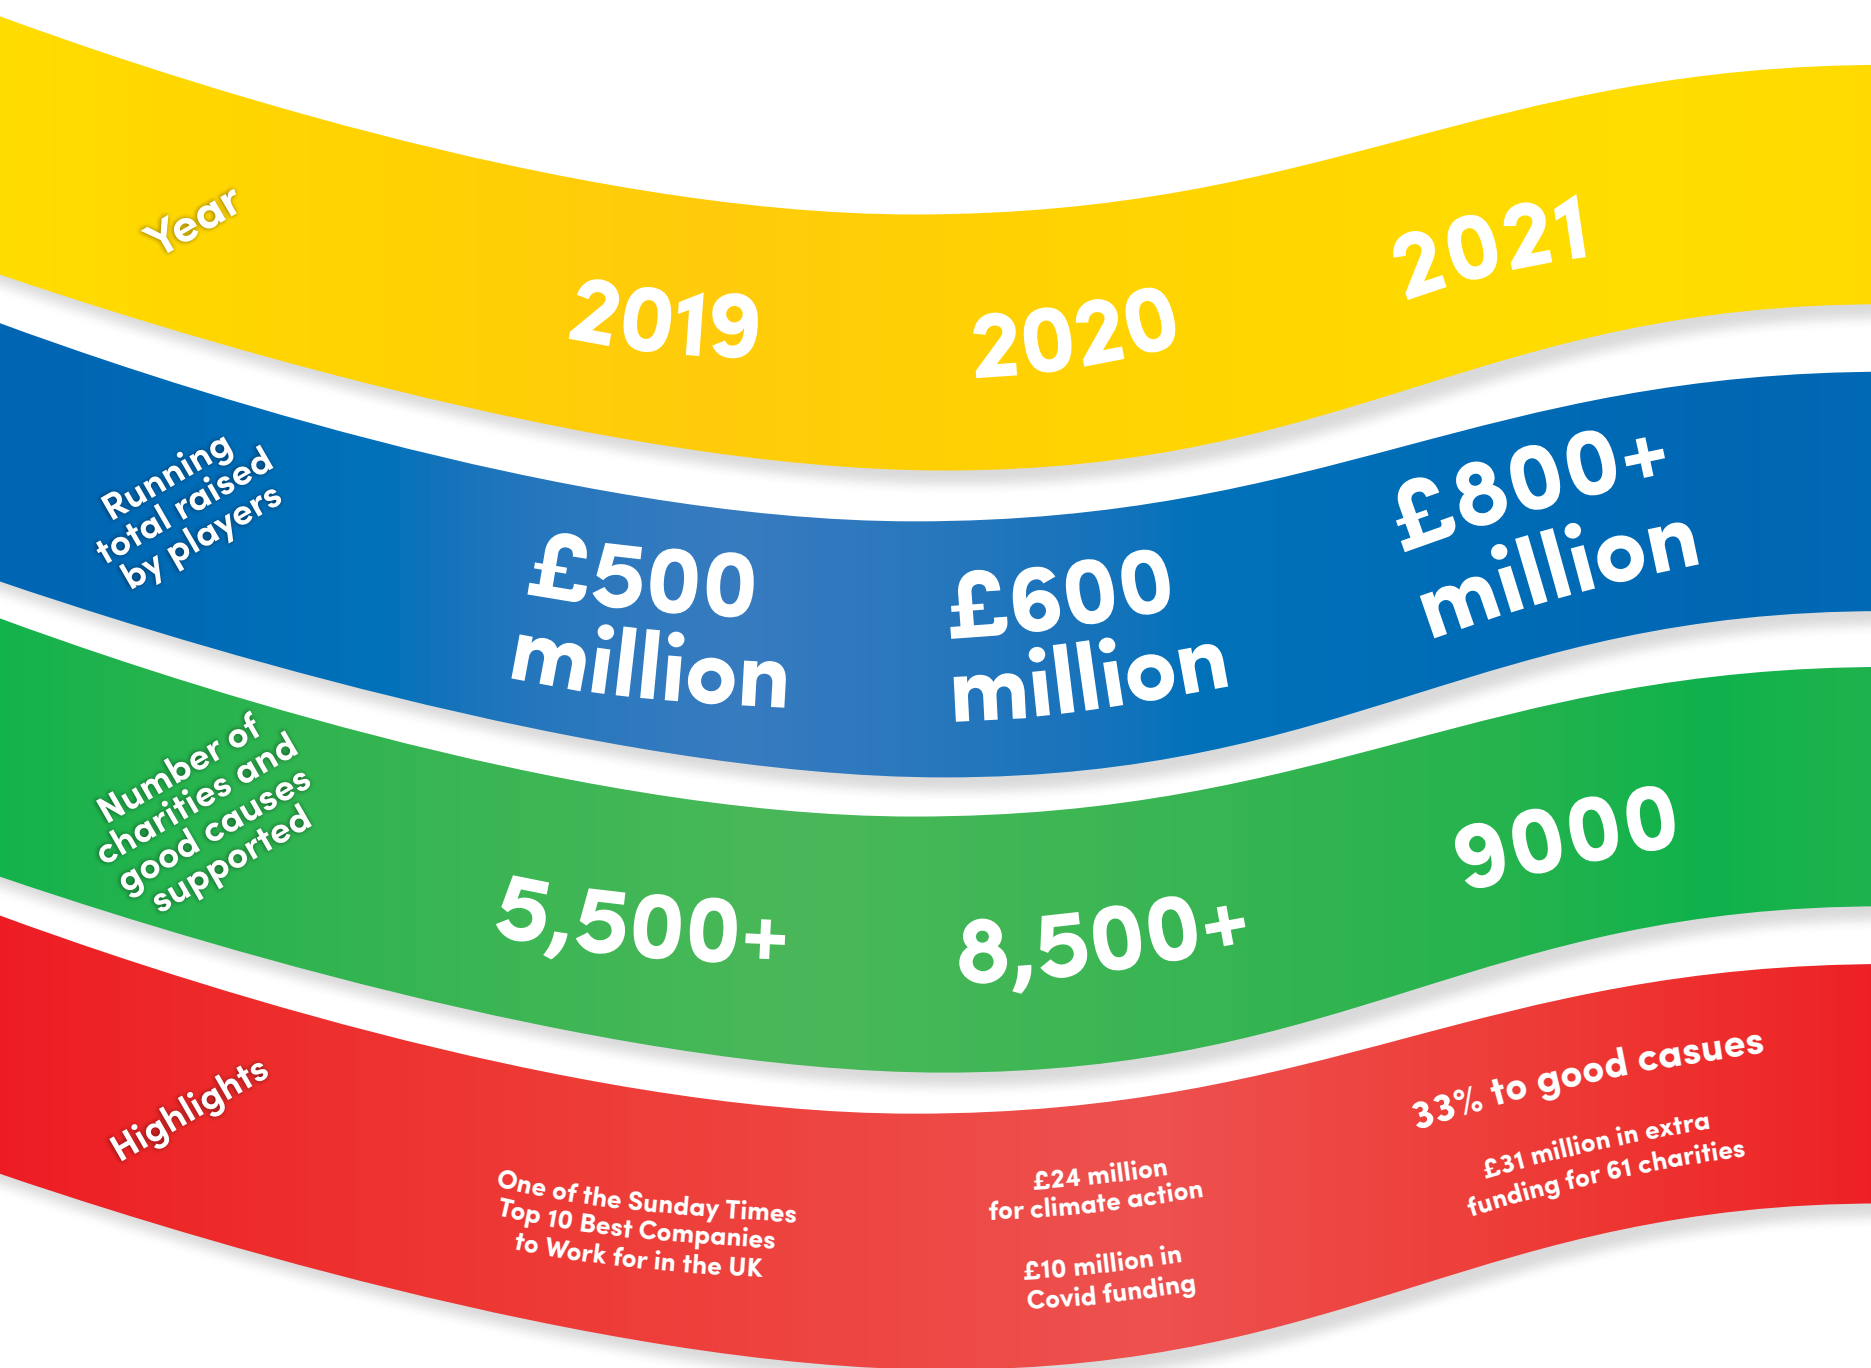 Year
2019
2020
2021
Running
total raised
by players
£500
million
£600
million
£800+
million
Number of
charities and
good causes
supported
5,500+
8,500+
9000
Highlights
One of the Sunday Times
Top 10 Best Companies
to Work for in the UK
£24 million
for climate action
£10 million in
Covid funding
33% to good casues
£31 million in extra
funding for 61 charities